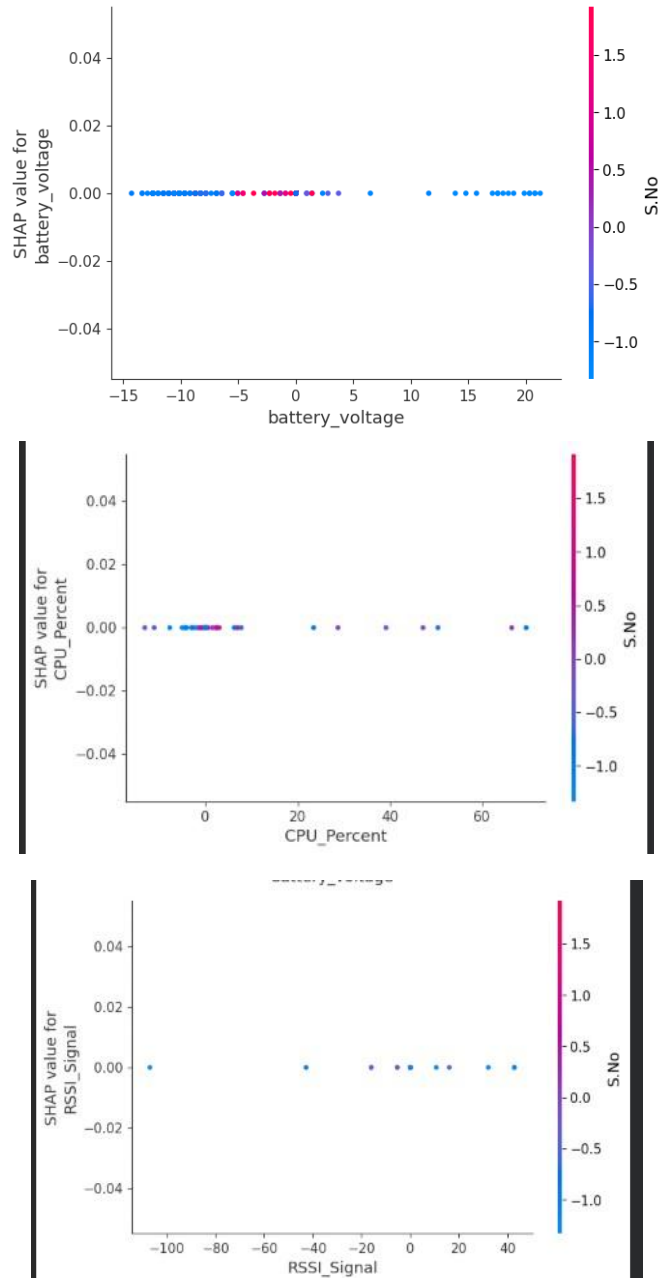 0.04
0.02
0.00
−0.02
−0.04
SHAP value for
battery_voltage
−15 −10 −5 0 5 10 15 20
battery_voltage
1.5
1.0
0.5
0.0
−0.5
−1.0
S.No
0.04
0.02
0.00
−0.02
−0.04
SHAP value for
CPU_Percent
0 20 40 60
CPU_Percent
1.5
1.0
0.5
0.0
−0.5
−1.0
S.No
battery_voltage
0.04
0.02
0.00
−0.02
−0.04
SHAP value for
RSSI_Signal
−100 −80 −60 −40 −20 0 20 40
RSSI_Signal
1.5
1.0
0.5
0.0
−0.5
−1.0
S.No